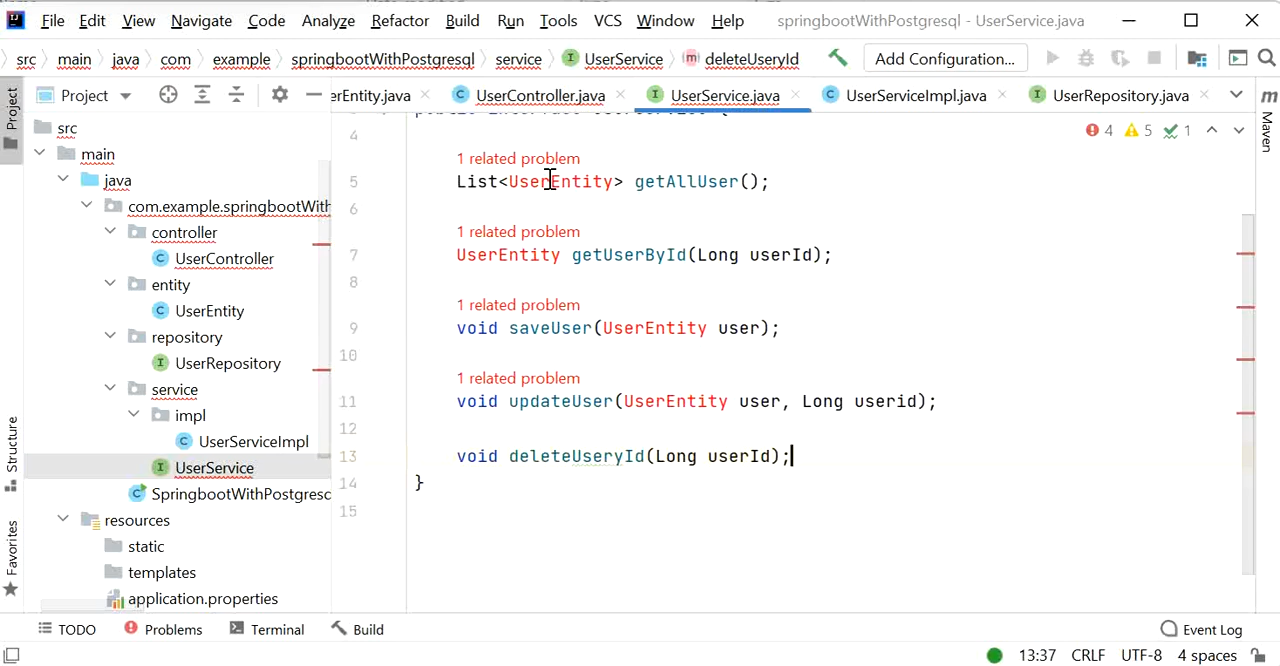 File Edit View Navigate Code Analyze Refactor Build Run Tools VCS Window Help springbootWithPostgresql - UserService.java
src main java com example springbootWithPostgresql service UserService deleteUseryId Add Configuration...
Project erEntity.java UserController.java UserService.java UserServiceImpl.java UserRepository.java
Project
Structure
Favorites
Maven
src
main
java
com.example.springbootWith
controller
UserController
entity
UserEntity
repository
UserRepository
service
impl
UserServiceImpl
UserService
SpringbootWithPostgresc
resources
static
templates
application.properties
4 5 1
4
1 related problem
5 List<UserEntity> getAllUser();
6
1 related problem
7 UserEntity getUserById(Long userId);
8
1 related problem
9 void saveUser(UserEntity user);
10
1 related problem
11 void updateUser(UserEntity user, Long userid);
12
13 void deleteUseryId(Long userId);
14 }
15
TODO Problems Terminal Build Event Log
13:37 CRLF UTF-8 4 spaces